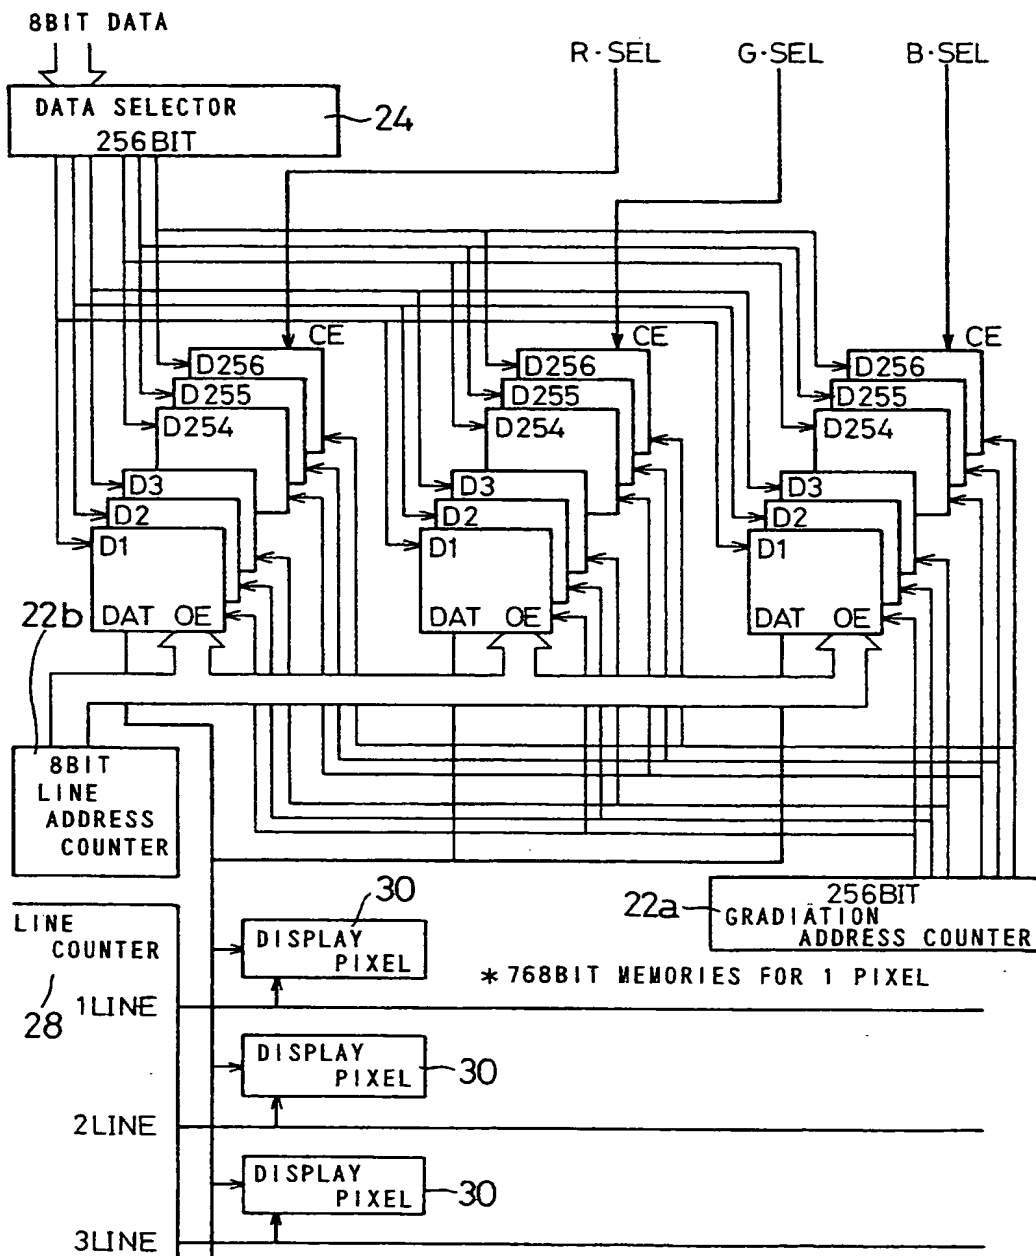 8BIT DATA
R·SEL G·SEL B·SEL
DATA SELECTOR
256BIT
24
CE CE CE
D256 D256 D256
D255 D255 D255
D254 D254 D254
D3 D3 D3
D2 D2 D2
D1 D1 D1
DAT OE DAT OE DAT OE
22b
8BIT
LINE
ADDRESS
COUNTER
256BIT
22a
GRADIATION
ADDRESS COUNTER
LINE
COUNTER
28
30
DISPLAY
PIXEL
* 768BIT MEMORIES FOR 1 PIXEL
1LINE
DISPLAY
PIXEL
30
2LINE
DISPLAY
PIXEL
30
3LINE